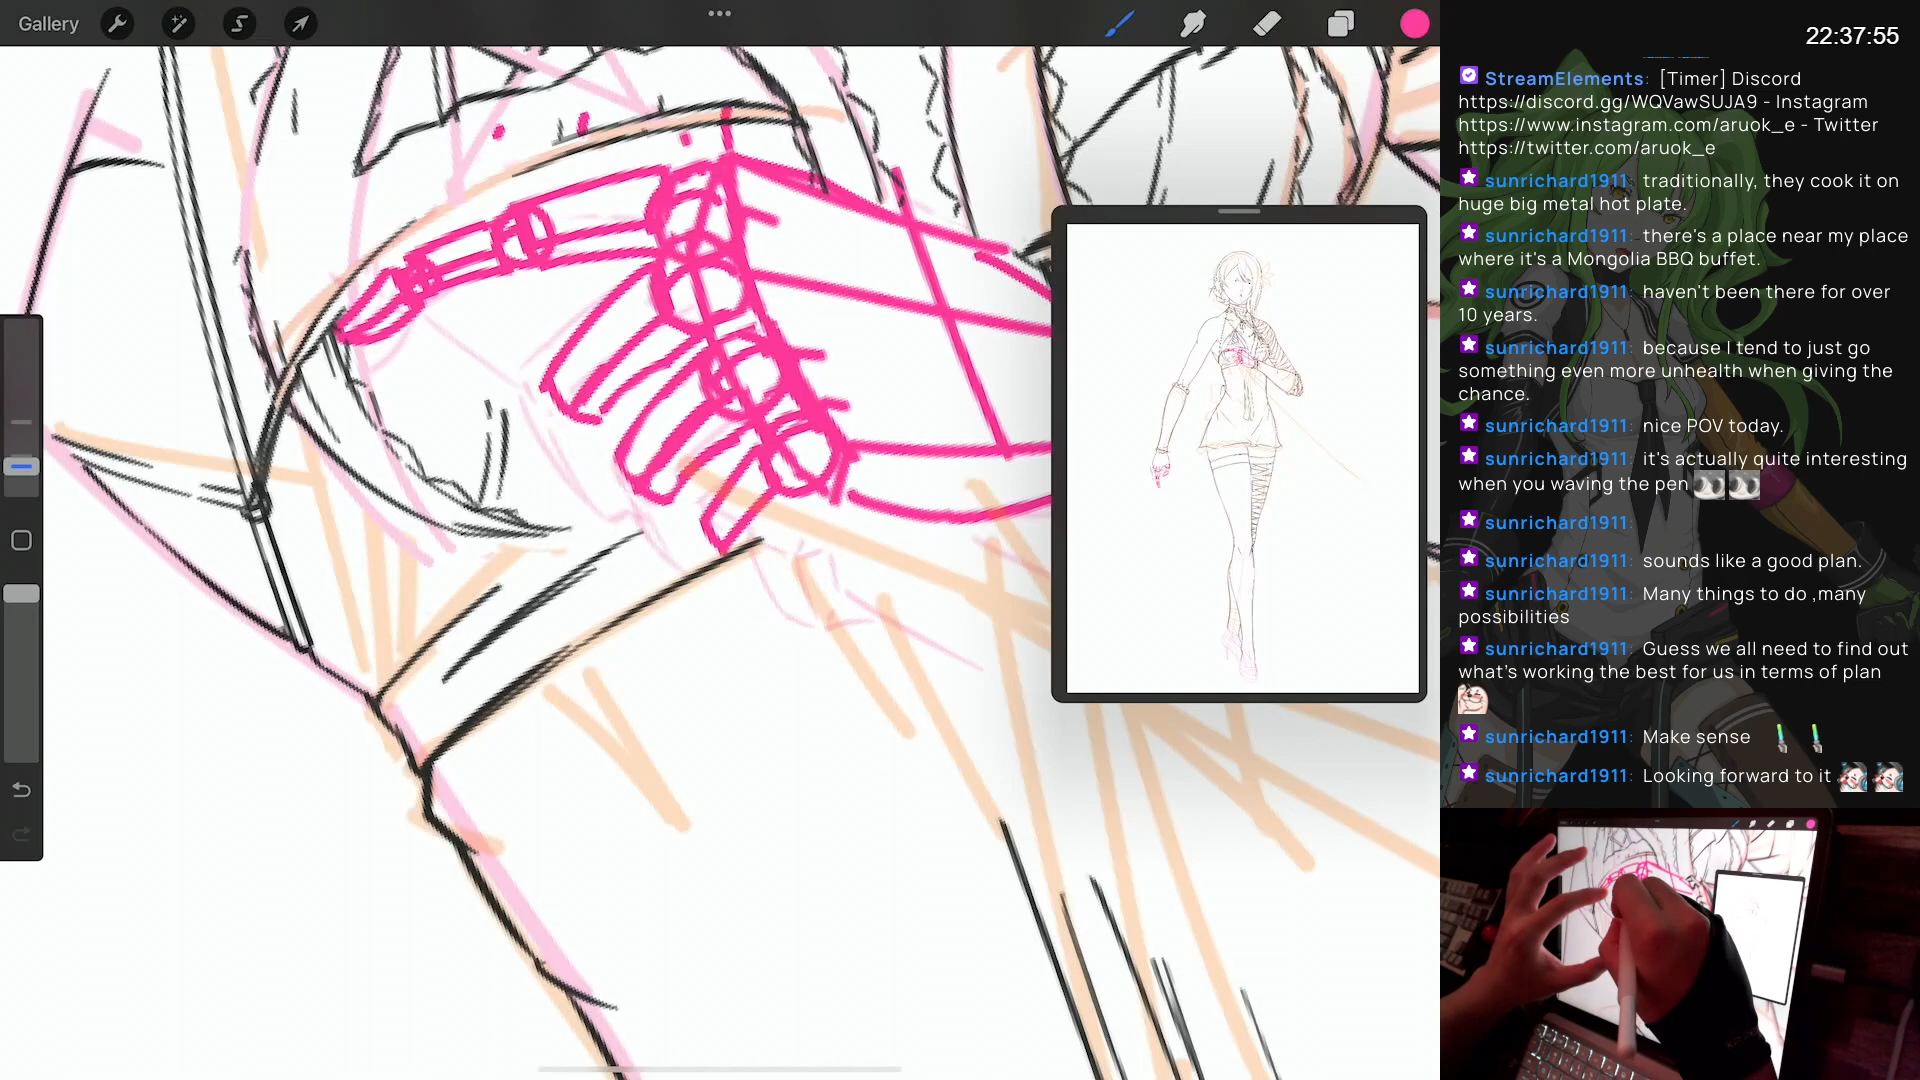 Gallery
22:37:55
StreamElements: [Timer] Discord
https://discord.gg/WQVawSUJA9 - Instagram
https://www.instagram.com/aruok_e - Twitter
https://twitter.com/aruok_e
sunrichard1911: traditionally, they cook it on
huge big metal hot plate.
sunrichard1911: there's a place near my place
where it's a Mongolia BBQ buffet.
sunrichard1911: haven't been there for over
10 years.
sunrichard1911: because I tend to just go
something even more unhealth when giving the
chance.
sunrichard1911: nice POV today.
sunrichard1911: it's actually quite interesting
when you waving the pen
sunrichard1911:
sunrichard1911: sounds like a good plan.
sunrichard1911: Many things to do ,many
possibilities
sunrichard1911: Guess we all need to find out
what's working the best for us in terms of plan
sunrichard1911: Make sense
sunrichard1911: Looking forward to it